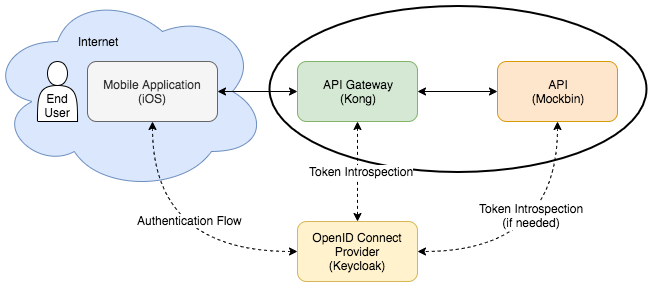 Internet
End
User
Mobile Application
(iOS)
API Gateway
(Kong)
API
(Mockbin)
Token Introspection
Authentication Flow
Token Introspection
(if needed)
OpenID Connect
Provider
(Keycloak)